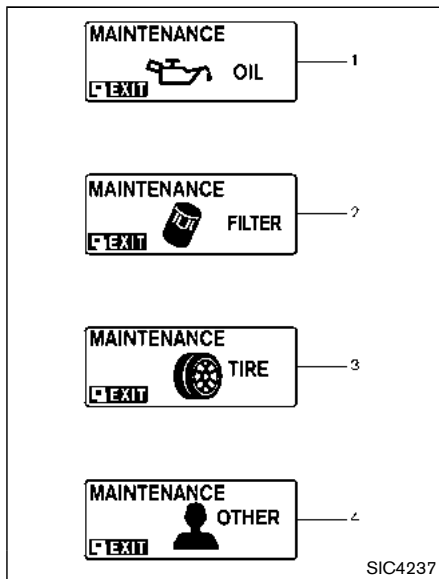 MAINTENANCE
OIL
EXIT
1
MAINTENANCE
FILTER
EXIT
2
MAINTENANCE
TIRE
EXIT
3
MAINTENANCE
OTHER
EXIT
4
SIC4237